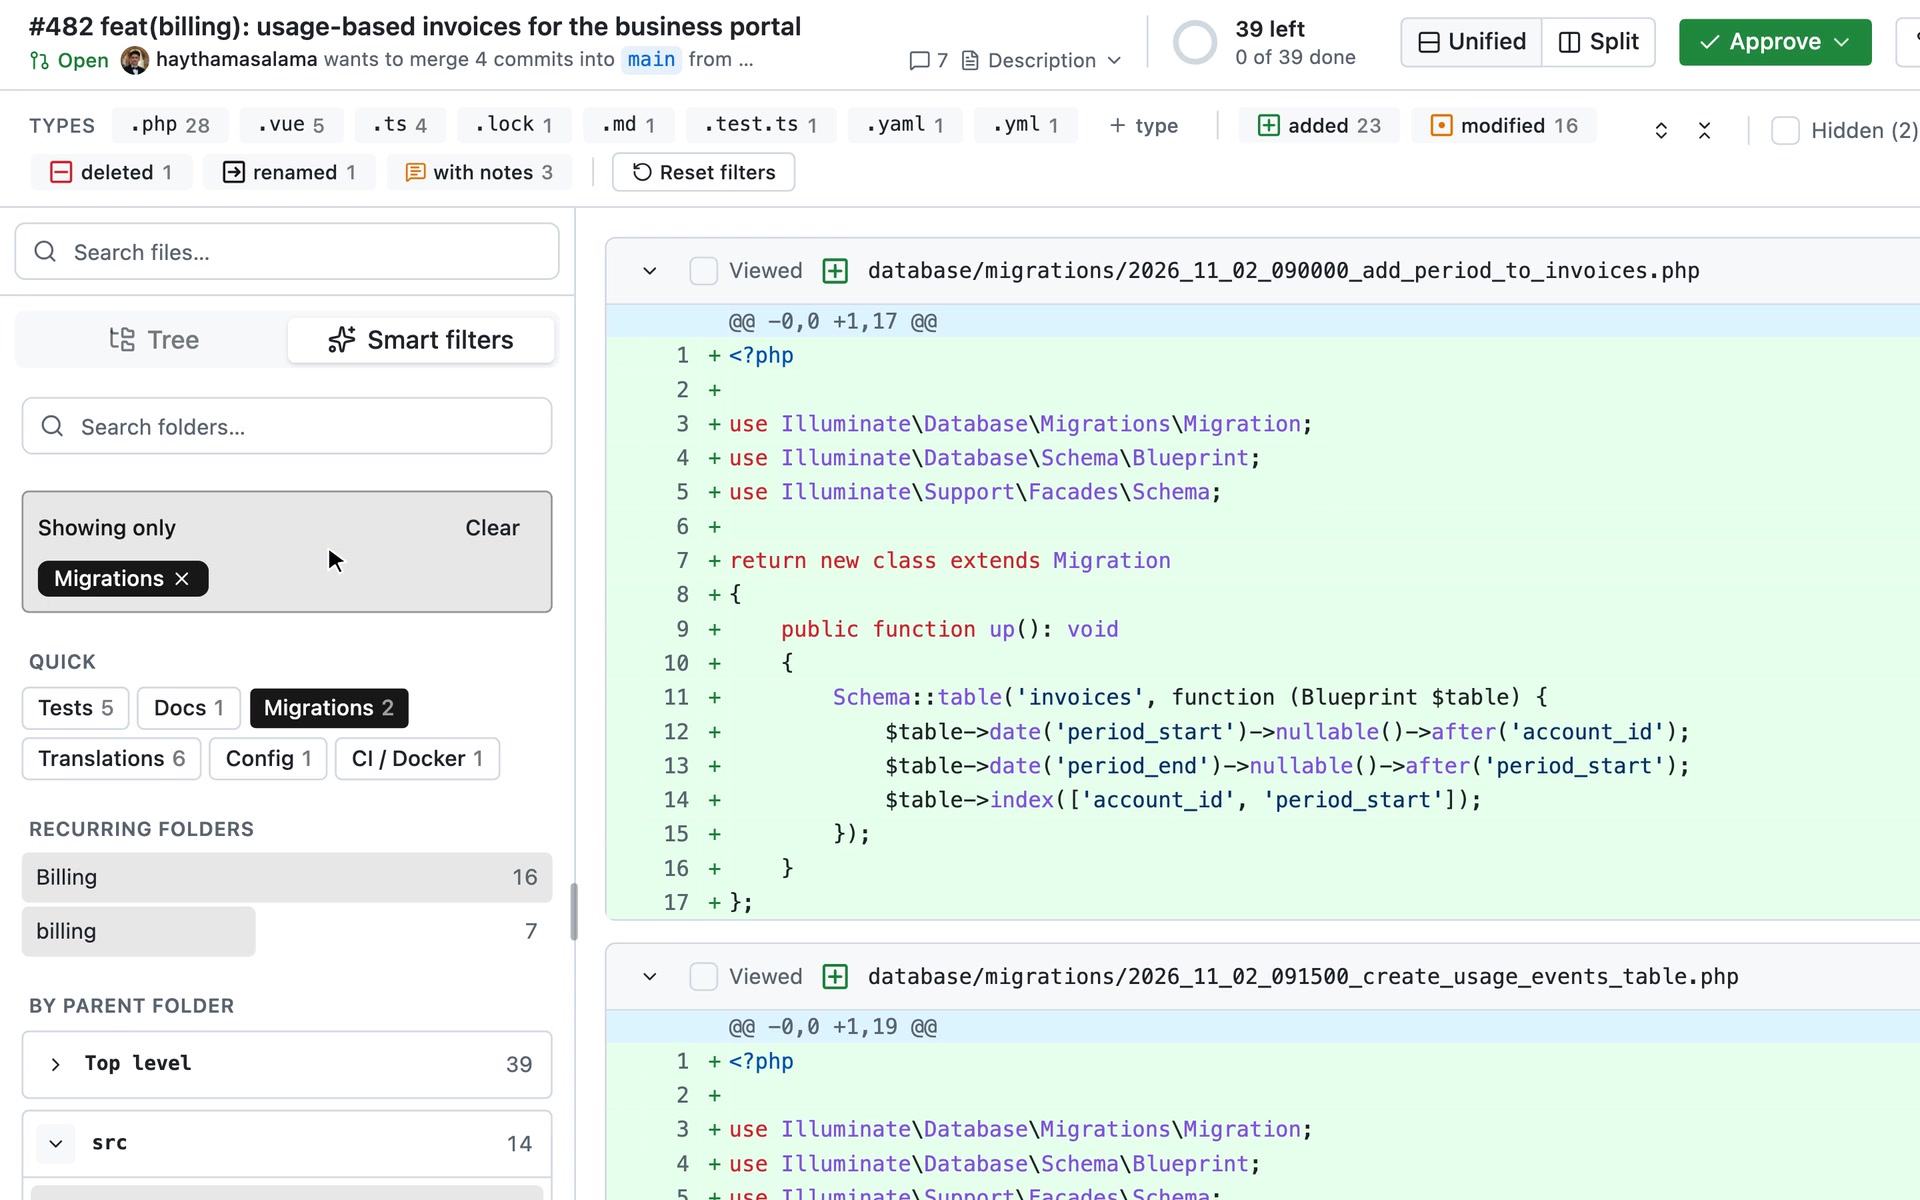 #482 feat(billing): usage-based invoices for the business portal
Open haythamasalama wants to merge 4 commits into main from ...
7 Description
39 left
0 of 39 done
Unified Split
Approve
TYPES .php 28 .vue 5 .ts 4 .lock 1 .md 1 .test.ts 1 .yaml 1 .yml 1 + type added 23 modified 16 Hidden (2)
deleted 1 renamed 1 with notes 3 Reset filters
Search files...
Tree Smart filters
Search folders...
Showing only Clear
Migrations ×
QUICK
Tests 5 Docs 1 Migrations 2
Translations 6 Config 1 CI / Docker 1
RECURRING FOLDERS
Billing 16
billing 7
BY PARENT FOLDER
Top level 39
src 14
Viewed database/migrations/2026_11_02_090000_add_period_to_invoices.php
@@ -0,0 +1,17 @@
1 +<?php
2 +
3 +use Illuminate\Database\Migrations\Migration;
4 +use Illuminate\Database\Schema\Blueprint;
5 +use Illuminate\Support\Facades\Schema;
6 +
7 +return new class extends Migration
8 +{
9 +    public function up(): void
10 +    {
11 +        Schema::table('invoices', function (Blueprint $table) {
12 +            $table->date('period_start')->nullable()->after('account_id');
13 +            $table->date('period_end')->nullable()->after('period_start');
14 +            $table->index(['account_id', 'period_start']);
15 +        });
16 +    }
17 +};
Viewed database/migrations/2026_11_02_091500_create_usage_events_table.php
@@ -0,0 +1,19 @@
1 +<?php
2 +
3 +use Illuminate\Database\Migrations\Migration;
4 +use Illuminate\Database\Schema\Blueprint;
5 +use Illuminate\Support\Facades\Schema;